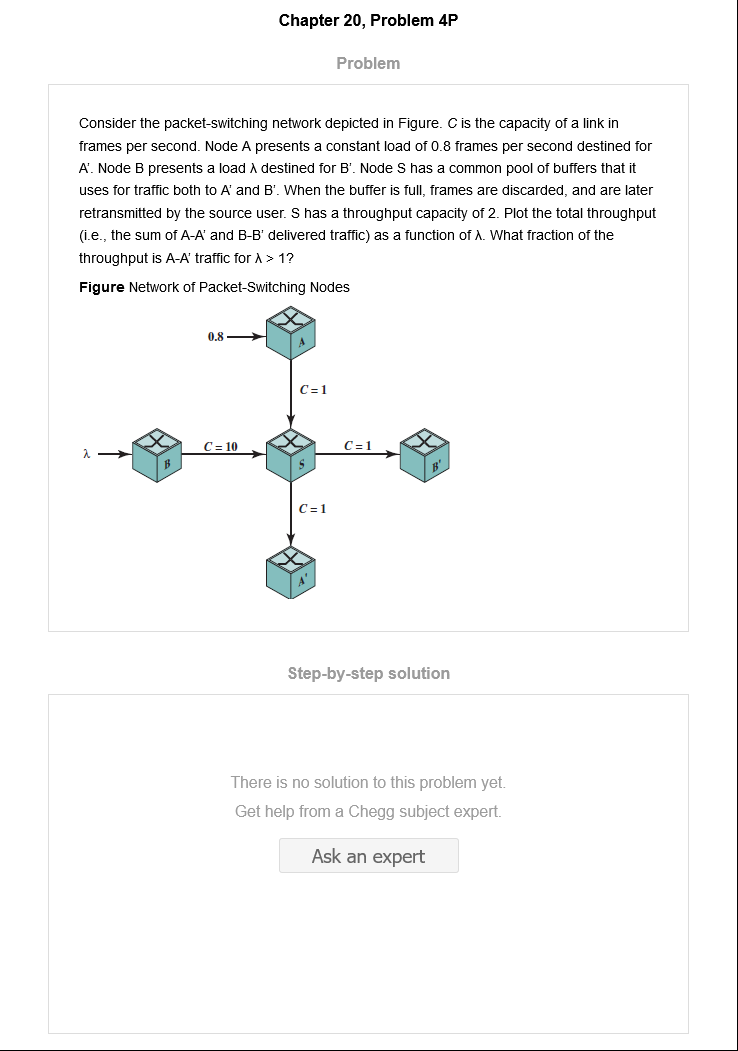 Chapter 20, Problem 4P
Problem
Consider the packet-switching network depicted in Figure. C is the capacity of a link in
frames per second. Node A presents a constant load of 0.8 frames per second destined for
A'. Node B presents a load λ destined for B'. Node S has a common pool of buffers that it
uses for traffic both to A' and B'. When the buffer is full, frames are discarded, and are later
retransmitted by the source user. S has a throughput capacity of 2. Plot the total throughput
(i.e., the sum of A-A' and B-B' delivered traffic) as a function of λ. What fraction of the
throughput is A-A' traffic for λ > 1?
Figure Network of Packet-Switching Nodes
0.8
A
C = 1
λ
B
C = 10
S
C = 1
B'
C = 1
A'
Step-by-step solution
There is no solution to this problem yet.
Get help from a Chegg subject expert.
Ask an expert